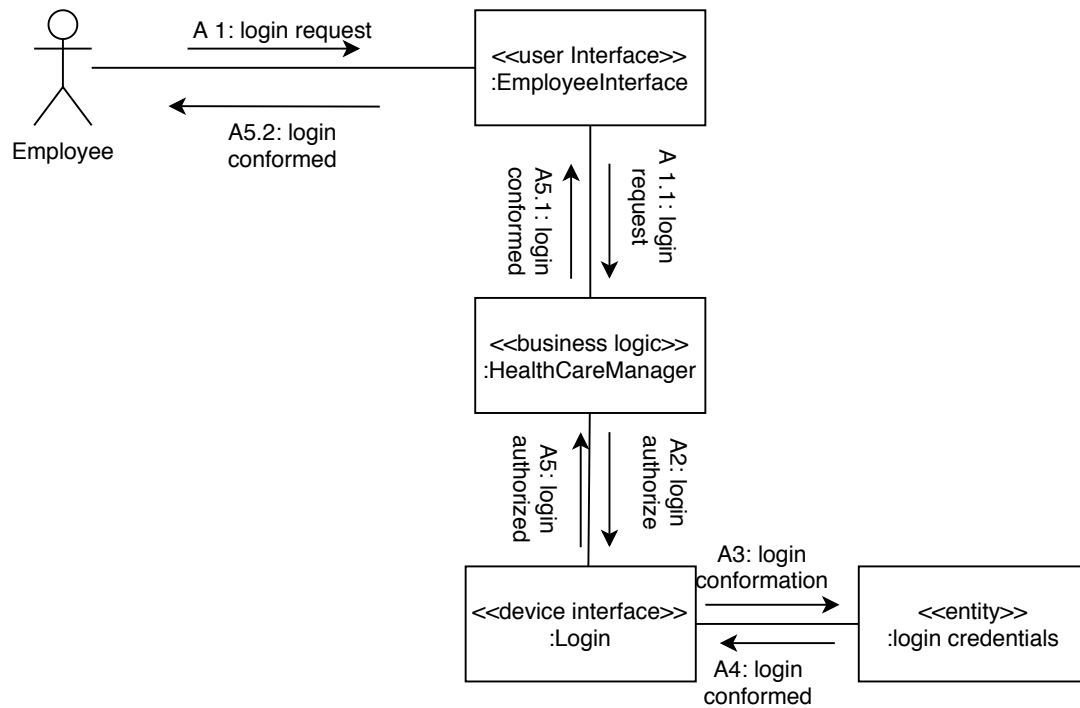 A 1: login request
<<user Interface>>
:EmployeeInterface
A5.2: login
conformed
Employee
A5.1: login
conformed
A 1.1: login
request
<<business logic>>
:HealthCareManager
A5: login
authorized
A2: login
authorize
A3: login
conformation
<<device interface>>
:Login
<<entity>>
:login credentials
A4: login
conformed